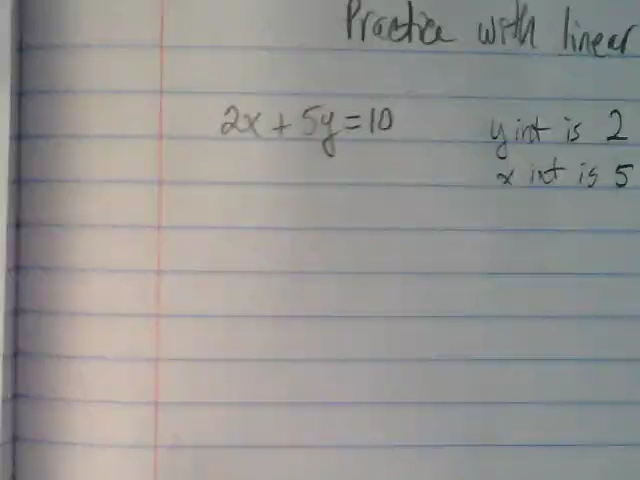 Practice with linear
2x + 5y = 10
y int is 2
x int is 5